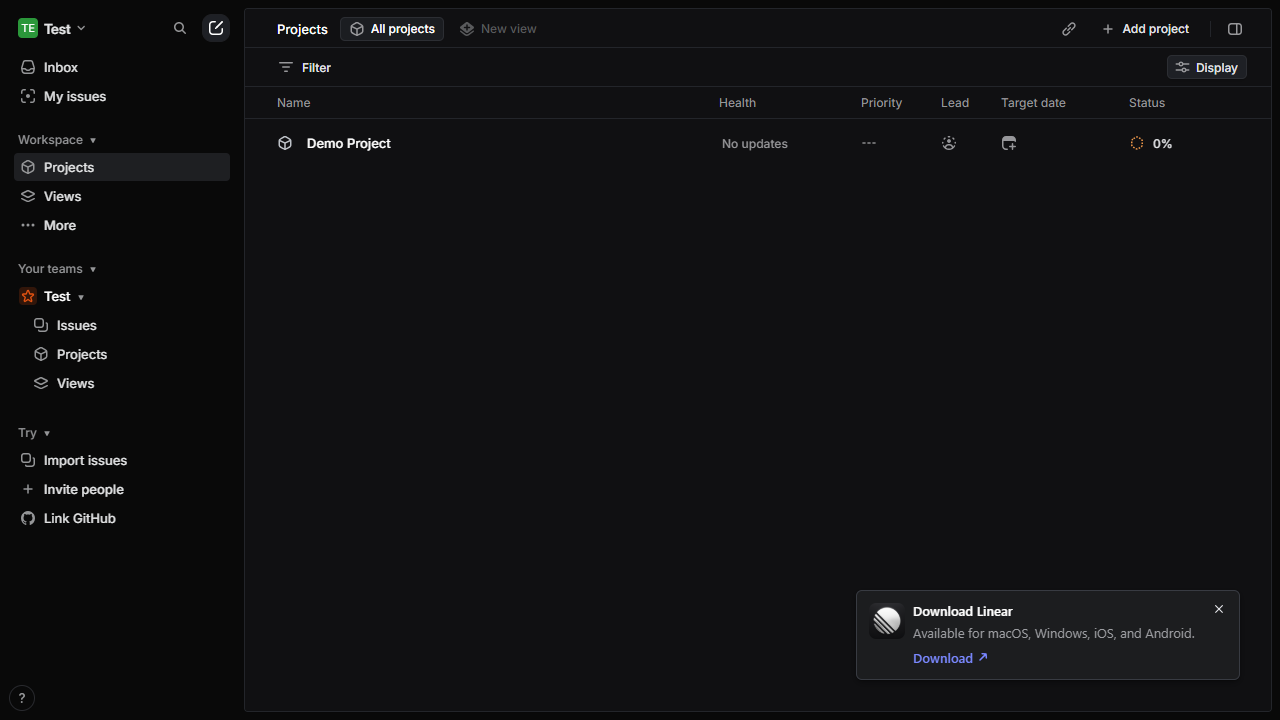 TE Test
Inbox
My issues
Workspace
Projects
Views
More
Your teams
Test
Issues
Projects
Views
Try
Import issues
Invite people
Link GitHub
?
Projects All projects New view Add project
Filter Display
Name Health Priority Lead Target date Status
Demo Project No updates --- 0%
Download Linear
Available for macOS, Windows, iOS, and Android.
Download